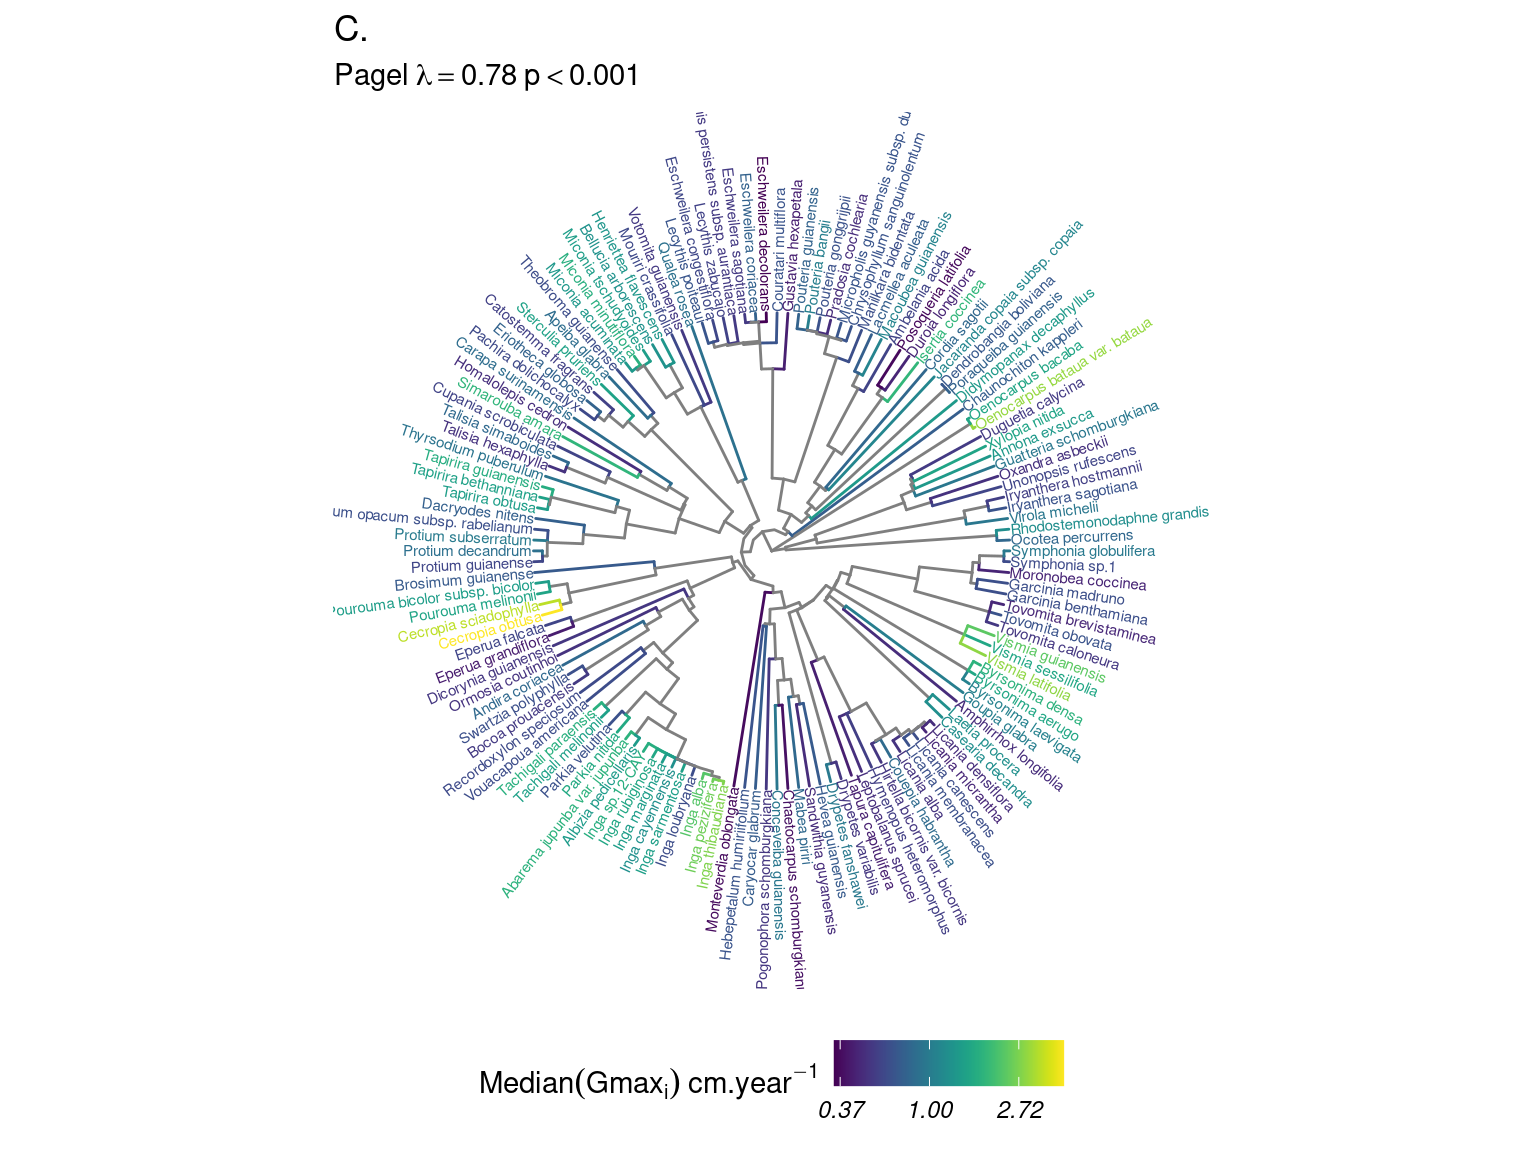 C.
Pagel λ = 0.78 p < 0.001
Eschweilera decolorans
Couratari multiflora
Gustavia hexapetala
Pouteria guianensis
Pouteria bangii
Pouteria gonggrijpii
Pradosia cochlearia
Micropholis guyanensis subsp. du
Chrysophyllum sanguinolentum
Manilkara bidentata
Lacmellea aculeata
Macoubea guianensis
Ambelania acida
Posoqueria latifolia
Duroia longiflora
Isertia coccinea
Cordia sagotii
Jacaranda copaia subsp. copaia
Dendrobangia boliviana
Poraqueiba guianensis
Didymopanax decaphyllus
Chaunochiton kappleri
Oenocarpus bacaba
Oenocarpus bataua var. bataua
Duguetia calycina
Xylopia nitida
Annona exsucca
Guatteria schomburgkiana
Oxandra asbeckii
Unonopsis rufescens
Iryanthera hostmannii
Iryanthera sagotiana
Virola michelii
Rhodostemonodaphne grandis
Ocotea percurrens
Symphonia globulifera
Symphonia sp.1
Moronobea coccinea
Garcinia madruno
Garcinia benthamiana
Tovomita brevistaminea
Tovomita obovata
Tovomita caloneura
Vismia guianensis
Vismia sessilifolia
Vismia latifolia
Byrsonima densa
Byrsonima aerugo
Byrsonima laevigata
Goupia glabra
Amphirrhox longifolia
Laetia procera
Casearia decandra
Licania densiflora
Licania micrantha
Licania canescens
Licania membranacea
Licania alba
Couepia habrantha
Hirtella bicornis var. bicornis
Hymenopus heteromorphus
Leptobalanus sprucei
Tapura capitulifera
Drypetes variabilis
Drypetes fanshawei
Hevea guianensis
Sandwithia guyanensis
Mabea piriri
Chaetocarpus schomburgkian
Conceveiba guianensis
Pogonophora schomburgkiana
Caryocar glabrum
Hebepetalum humiriifolium
Monteverdia oblongata
Inga thibaudiana
Inga pezizifera
Inga alba
Inga loubryana
Inga sarmentosa
Inga cayennensis
Inga marginata
Inga rubiginosa
Inga sp.12-CAY
Albizia pedicellaris
Abarema jupunba var. jupunba
Parkia nitida
Parkia velutina
Tachigali melinonii
Tachigali paraensis
Vouacapoua americana
Recordoxylon speciosum
Bocoa prouacensis
Swartzia polyphylla
Andira coriacea
Ormosia coutinhoi
Dicorynia guianensis
Eperua grandiflora
Eperua falcata
Cecropia obtusa
Cecropia sciadophylla
Pourouma melinonii
Pourouma bicolor subsp. bicolor
Brosimum guianense
Protium guianense
Protium decandrum
Protium subserratum
um opacum subsp. rabelianum
Dacryodes nitens
Tapirira obtusa
Tapirira bethanniana
Tapirira guianensis
Thyrsodium puberulum
Talisia hexaphylla
Talisia simaboides
Cupania scrobiculata
Simarouba amara
Homalolepis cedron
Carapa surinamensis
Pachira dolichocalyx
Eriotheca globosa
Catostemma fragrans
Sterculia pruriens
Apeiba glabra
Theobroma guianense
Miconia acuminata
Miconia minutiflora
Miconia tschudyoides
Bellucia arborescens
Henriettea flavescens
Mouriri crassifolia
Votomita guianensis
Qualea rosea
Lecythis poiteaui
Eschweilera congestiflora
Lecythis zabucajo
is persistens subsp. aurantiaca
Eschweilera sagotiana
Eschweilera coriacea
Median(Gmaxi) cm.year−1
0.37 1.00 2.72